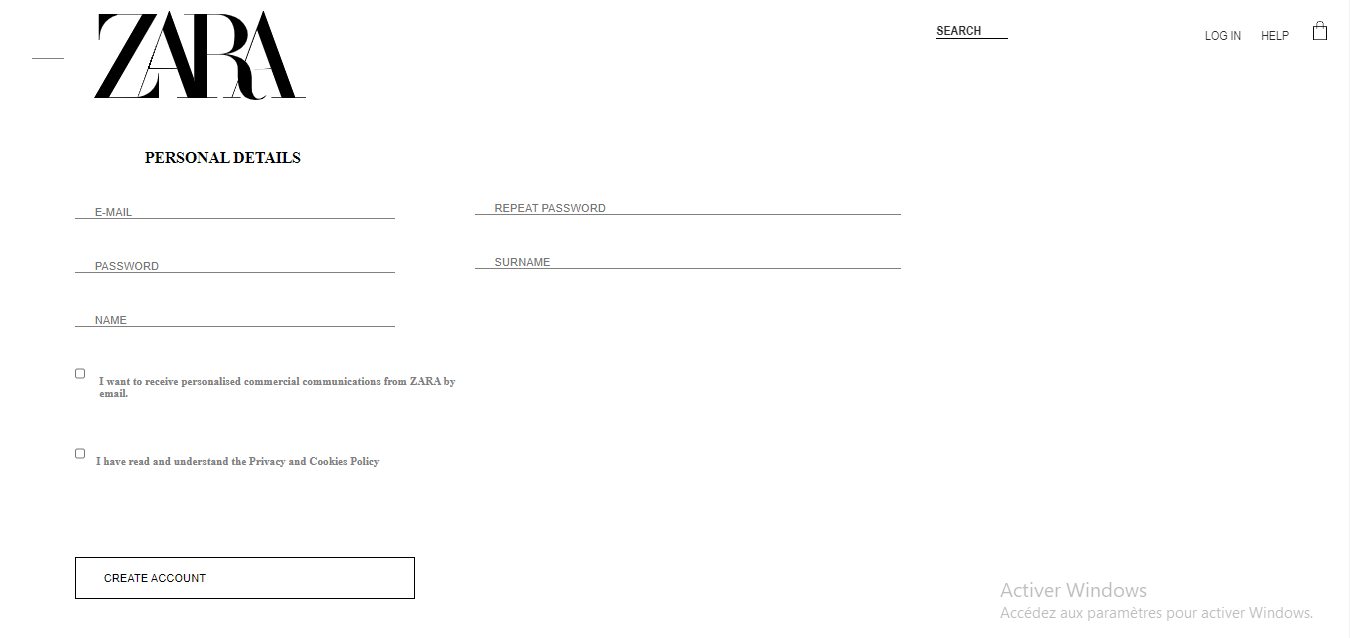 ZARA
SEARCH
LOG IN
HELP
PERSONAL DETAILS
E-MAIL
REPEAT PASSWORD
PASSWORD
SURNAME
NAME
I want to receive personalised commercial communications from ZARA by
email.
I have read and understand the Privacy and Cookies Policy
CREATE ACCOUNT
Activer Windows
Accédez aux paramètres pour activer Windows.